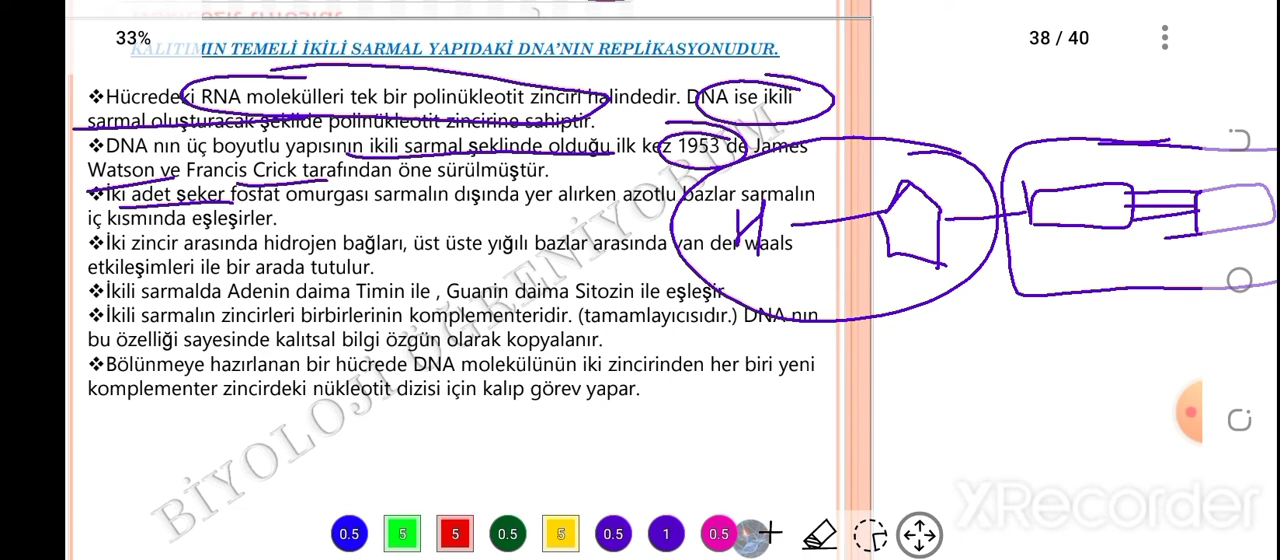 33%
38 / 40
KALITIMIN TEMELİ İKİLİ SARMAL YAPIDAKİ DNA'NIN REPLİKASYONUDUR.
❖Hücredeki RNA molekülleri tek bir polinükleotit zinciri halindedir. DNA ise ikili
sarmal oluşturacak şekilde polinükleotit zincirine sahiptir.
❖DNA nın üç boyutlu yapısının ikili sarmal şeklinde olduğu ilk kez 1953 de James
Watson ve Francis Crick tarafından öne sürülmüştür.
❖İki adet şeker fosfat omurgası sarmalın dışında yer alırken azotlu bazlar sarmalın
iç kısmında eşleşirler.
❖İki zincir arasında hidrojen bağları, üst üste yığılı bazlar arasında van der waals
etkileşimleri ile bir arada tutulur.
❖İkili sarmalda Adenin daima Timin ile , Guanin daima Sitozin ile eşleşir
❖İkili sarmalın zincirleri birbirlerinin komplementeridir. (tamamlayıcısıdır.) DNA nın
bu özelliği sayesinde kalıtsal bilgi özgün olarak kopyalanır.
❖Bölünmeye hazırlanan bir hücrede DNA molekülünün iki zincirinden her biri yeni
komplementer zincirdeki nükleotit dizisi için kalıp görev yapar.
BİYOLOJİ ÖĞRENİYORUM
XRecorder
0.5 5 5 0.5 5 0.5 1 0.5